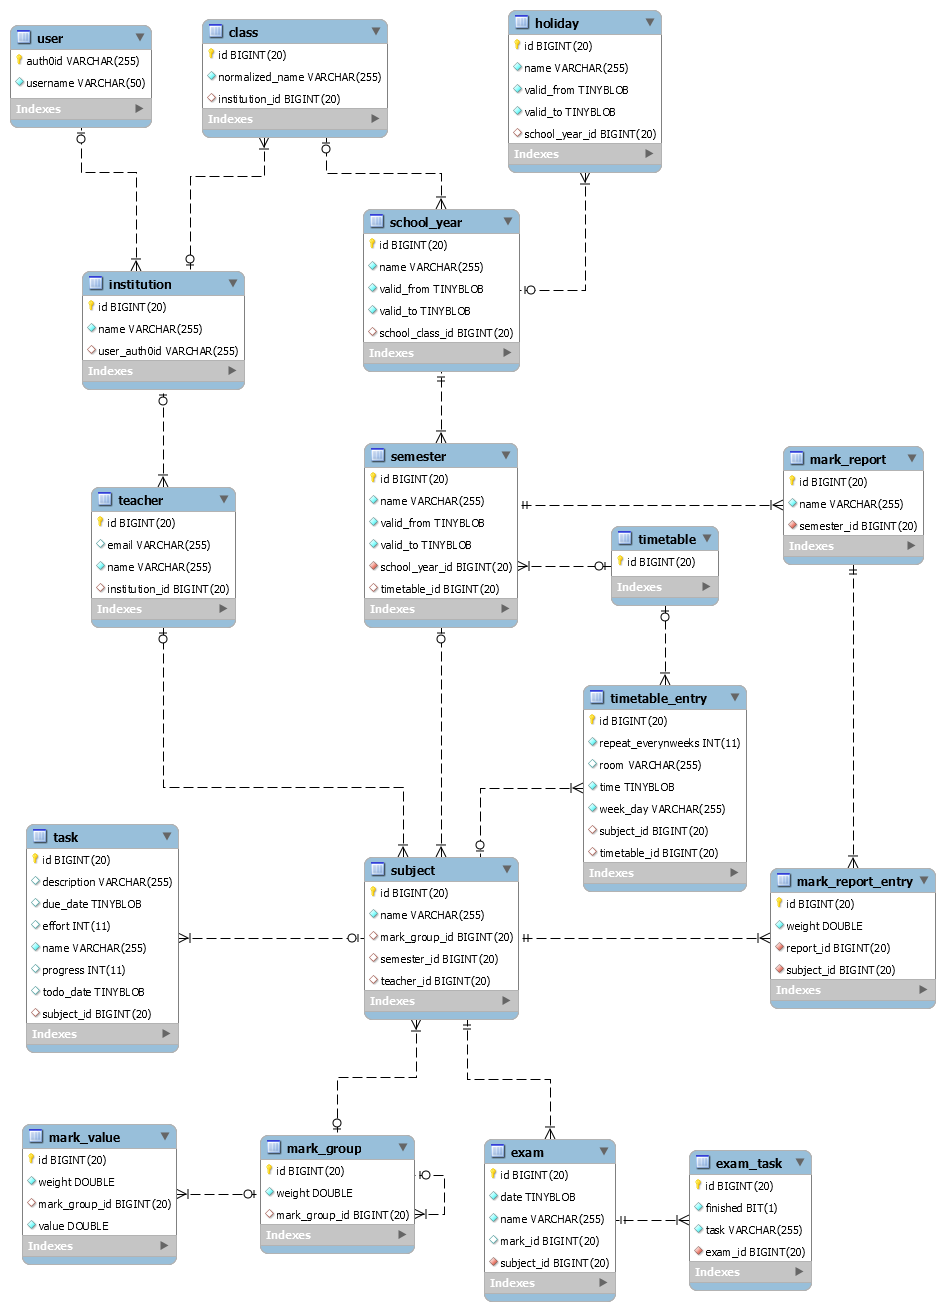 user
auth0id VARCHAR(255)
username VARCHAR(50)
Indexes
class
id BIGINT(20)
normalized_name VARCHAR(255)
institution_id BIGINT(20)
Indexes
holiday
id BIGINT(20)
name VARCHAR(255)
valid_from TINYBLOB
valid_to TINYBLOB
school_year_id BIGINT(20)
Indexes
school_year
id BIGINT(20)
name VARCHAR(255)
valid_from TINYBLOB
valid_to TINYBLOB
school_class_id BIGINT(20)
Indexes
institution
id BIGINT(20)
name VARCHAR(255)
user_auth0id VARCHAR(255)
Indexes
semester
id BIGINT(20)
name VARCHAR(255)
valid_from TINYBLOB
valid_to TINYBLOB
school_year_id BIGINT(20)
timetable_id BIGINT(20)
Indexes
mark_report
id BIGINT(20)
name VARCHAR(255)
semester_id BIGINT(20)
Indexes
teacher
id BIGINT(20)
email VARCHAR(255)
name VARCHAR(255)
institution_id BIGINT(20)
Indexes
timetable
id BIGINT(20)
Indexes
timetable_entry
id BIGINT(20)
repeat_everynweeks INT(11)
room VARCHAR(255)
time TINYBLOB
week_day VARCHAR(255)
subject_id BIGINT(20)
timetable_id BIGINT(20)
Indexes
task
id BIGINT(20)
description VARCHAR(255)
due_date TINYBLOB
effort INT(11)
name VARCHAR(255)
progress INT(11)
todo_date TINYBLOB
subject_id BIGINT(20)
Indexes
subject
id BIGINT(20)
name VARCHAR(255)
mark_group_id BIGINT(20)
semester_id BIGINT(20)
teacher_id BIGINT(20)
Indexes
mark_report_entry
id BIGINT(20)
weight DOUBLE
report_id BIGINT(20)
subject_id BIGINT(20)
Indexes
mark_value
id BIGINT(20)
weight DOUBLE
mark_group_id BIGINT(20)
value DOUBLE
Indexes
mark_group
id BIGINT(20)
weight DOUBLE
mark_group_id BIGINT(20)
Indexes
exam
id BIGINT(20)
date TINYBLOB
name VARCHAR(255)
mark_id BIGINT(20)
subject_id BIGINT(20)
Indexes
exam_task
id BIGINT(20)
finished BIT(1)
task VARCHAR(255)
exam_id BIGINT(20)
Indexes